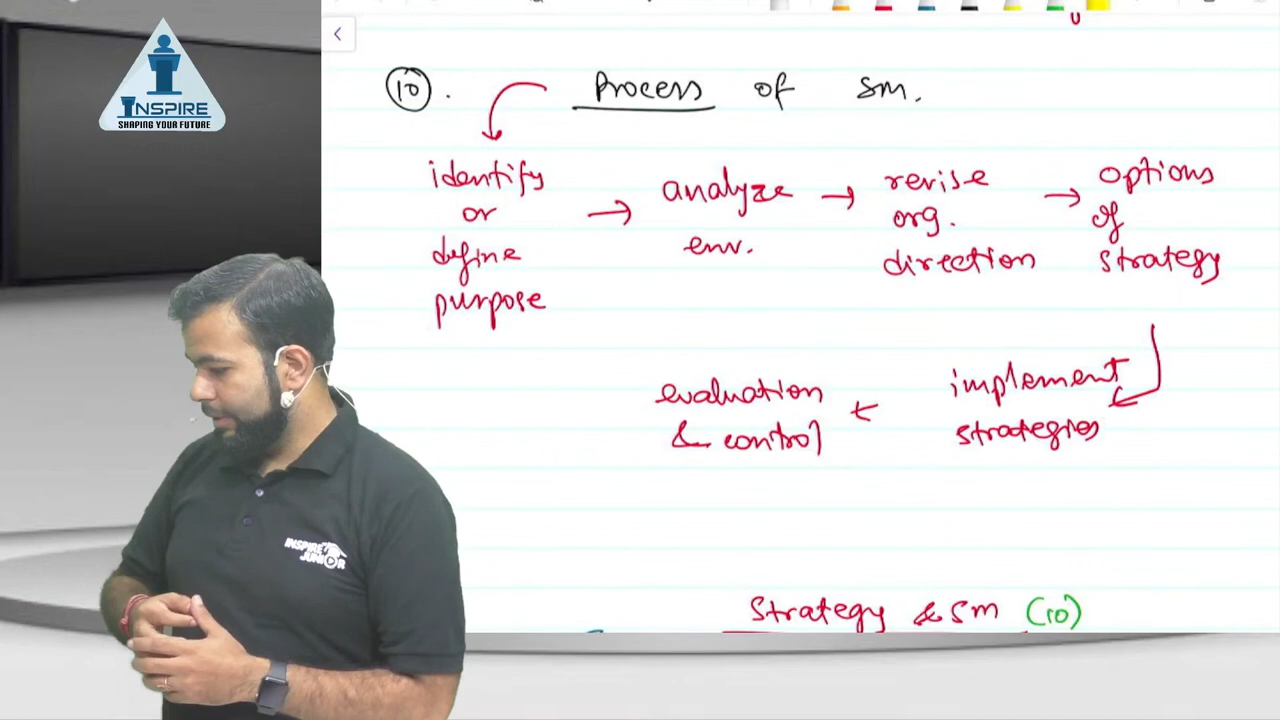 INSPIRE
SHAPING YOUR FUTURE
10. Process of SM.
identify
or
define
purpose
→ analyze
env.
→ revise
org.
direction
→ options
of
strategy
implement
strategies
← evaluation
& control
INSPIRE
JUNIOR
Strategy & SM (10)